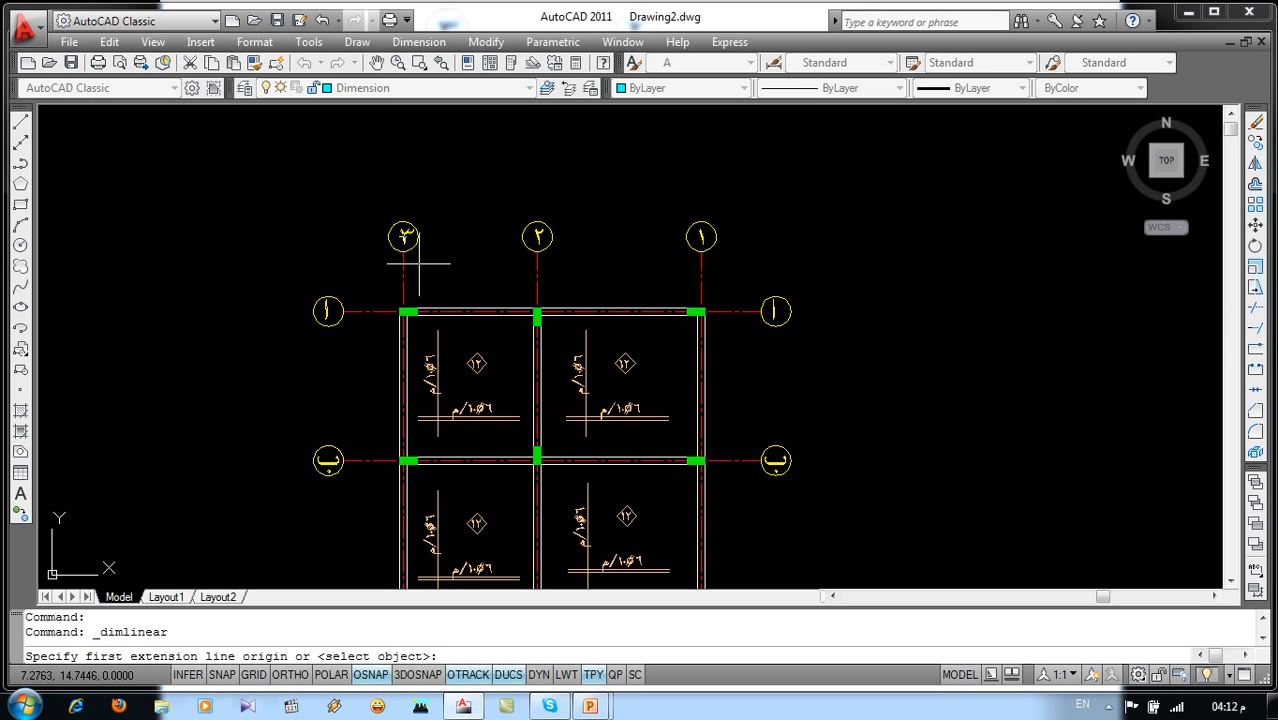 AutoCAD Classic
AutoCAD 2011 Drawing2.dwg
Type a keyword or phrase
File Edit View Insert Format Tools Draw Dimension Modify Parametric Window Help Express
A Standard Standard Standard
AutoCAD Classic Dimension ByLayer ByLayer ByLayer ByColor
N
W TOP E
S
WCS
٣ ٢ ١
أ أ
١٢ ١٢
ب ب
١٢ ١٢
Y
X
Model Layout1 Layout2
Command:
Command: _dimlinear
Specify first extension line origin or <select object>:
7.2763, 14.7446, 0.0000 INFER SNAP GRID ORTHO POLAR OSNAP 3DOSNAP OTRACK DUCS DYN LWT TPY QP SC MODEL 1:1
EN 04:12 م